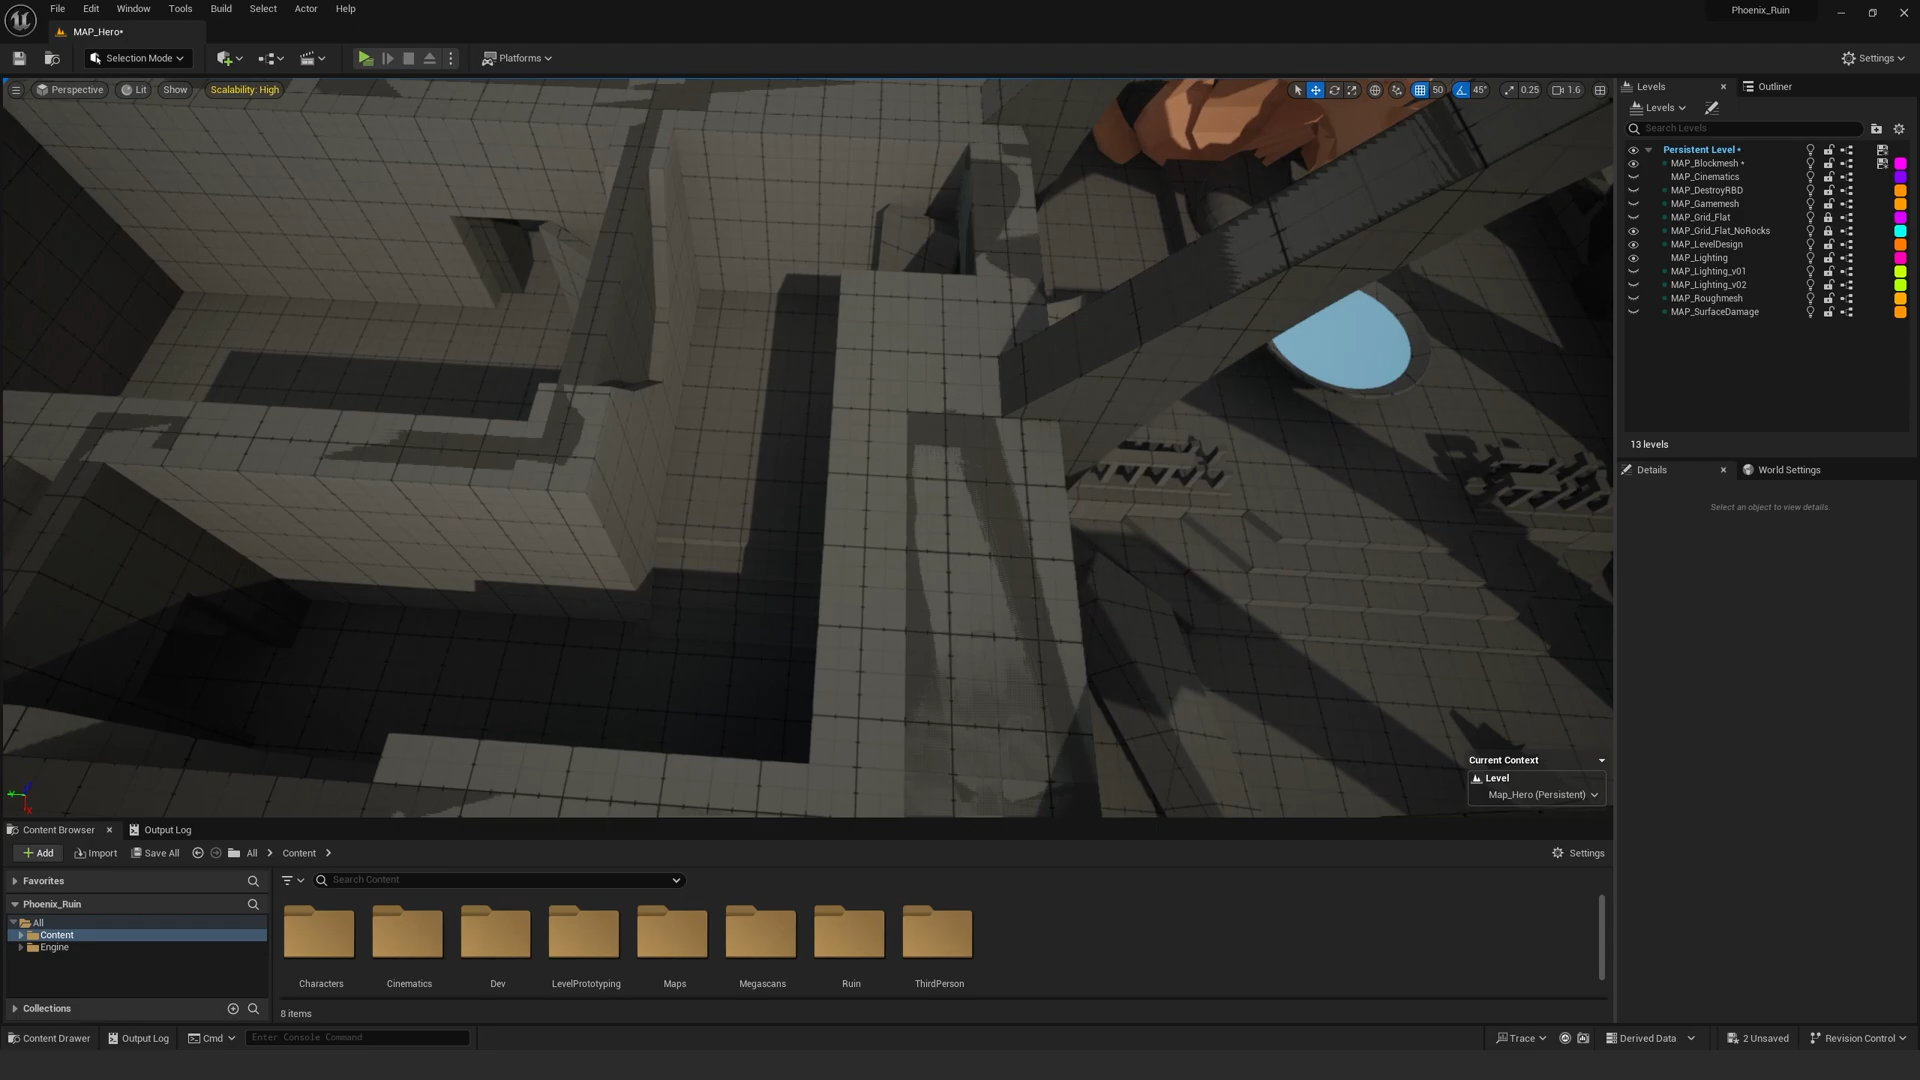 File Edit Window Tools Build Select Actor Help
Phoenix_Ruin
MAP_Hero•
Selection Mode
Platforms
Settings
Perspective
Lit
Show
Scalability: High
50
45°
0.25
1.6
Levels
Outliner
Levels
Search Levels
Persistent Level •
MAP_Blockmesh •
MAP_Cinematics
MAP_DestroyRBD
MAP_Gamemesh
MAP_Grid_Flat
MAP_Grid_Flat_NoRocks
MAP_LevelDesign
MAP_Lighting
MAP_Lighting_v01
MAP_Lighting_v02
MAP_Roughmesh
MAP_SurfaceDamage
13 levels
Details
World Settings
Select an object to view details.
Current Context
Level
Map_Hero (Persistent)
Content Browser
Output Log
Add
Import
Save All
All
Content
Settings
Favorites
Phoenix_Ruin
All
Content
Engine
Collections
Search Content
Characters
Cinematics
Dev
LevelPrototyping
Maps
Megascans
Ruin
ThirdPerson
8 items
Content Drawer
Output Log
Cmd
Enter Console Command
Trace
Derived Data
2 Unsaved
Revision Control